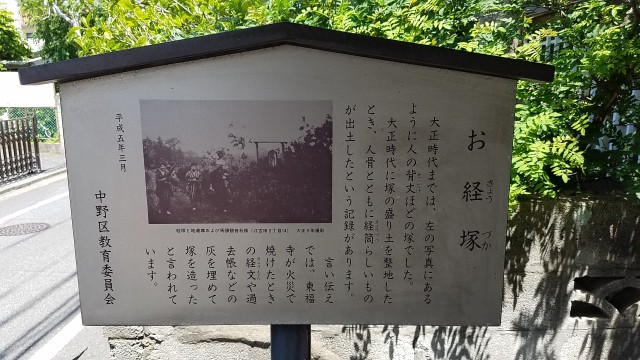 お経塚
きょう
づか
大正時代までは、左の写真にある
ように人の背丈ほどの塚でした。
大正時代に塚の盛り土を整地した
とき、人骨とともに経筒らしいもの
が出土したという記録があります。
言い伝え
では、東福
寺が火災で
焼けたとき
の経文や過
去帳などの
灰を埋めて
塚を造った
と言われて
います。
平成五年三月
中野区教育委員会